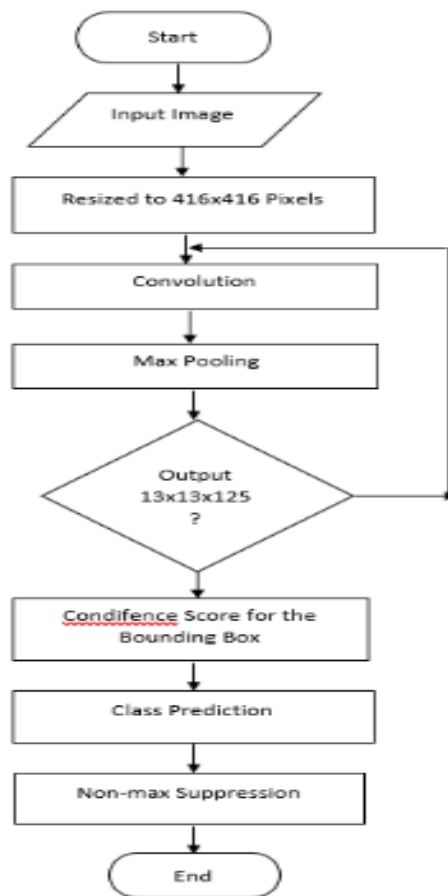 Start
Input Image
Resized to 416x416 Pixels
Convolution
Max Pooling
Output
13x13x125
?
Condifence Score for the
Bounding Box
Class Prediction
Non-max Suppression
End